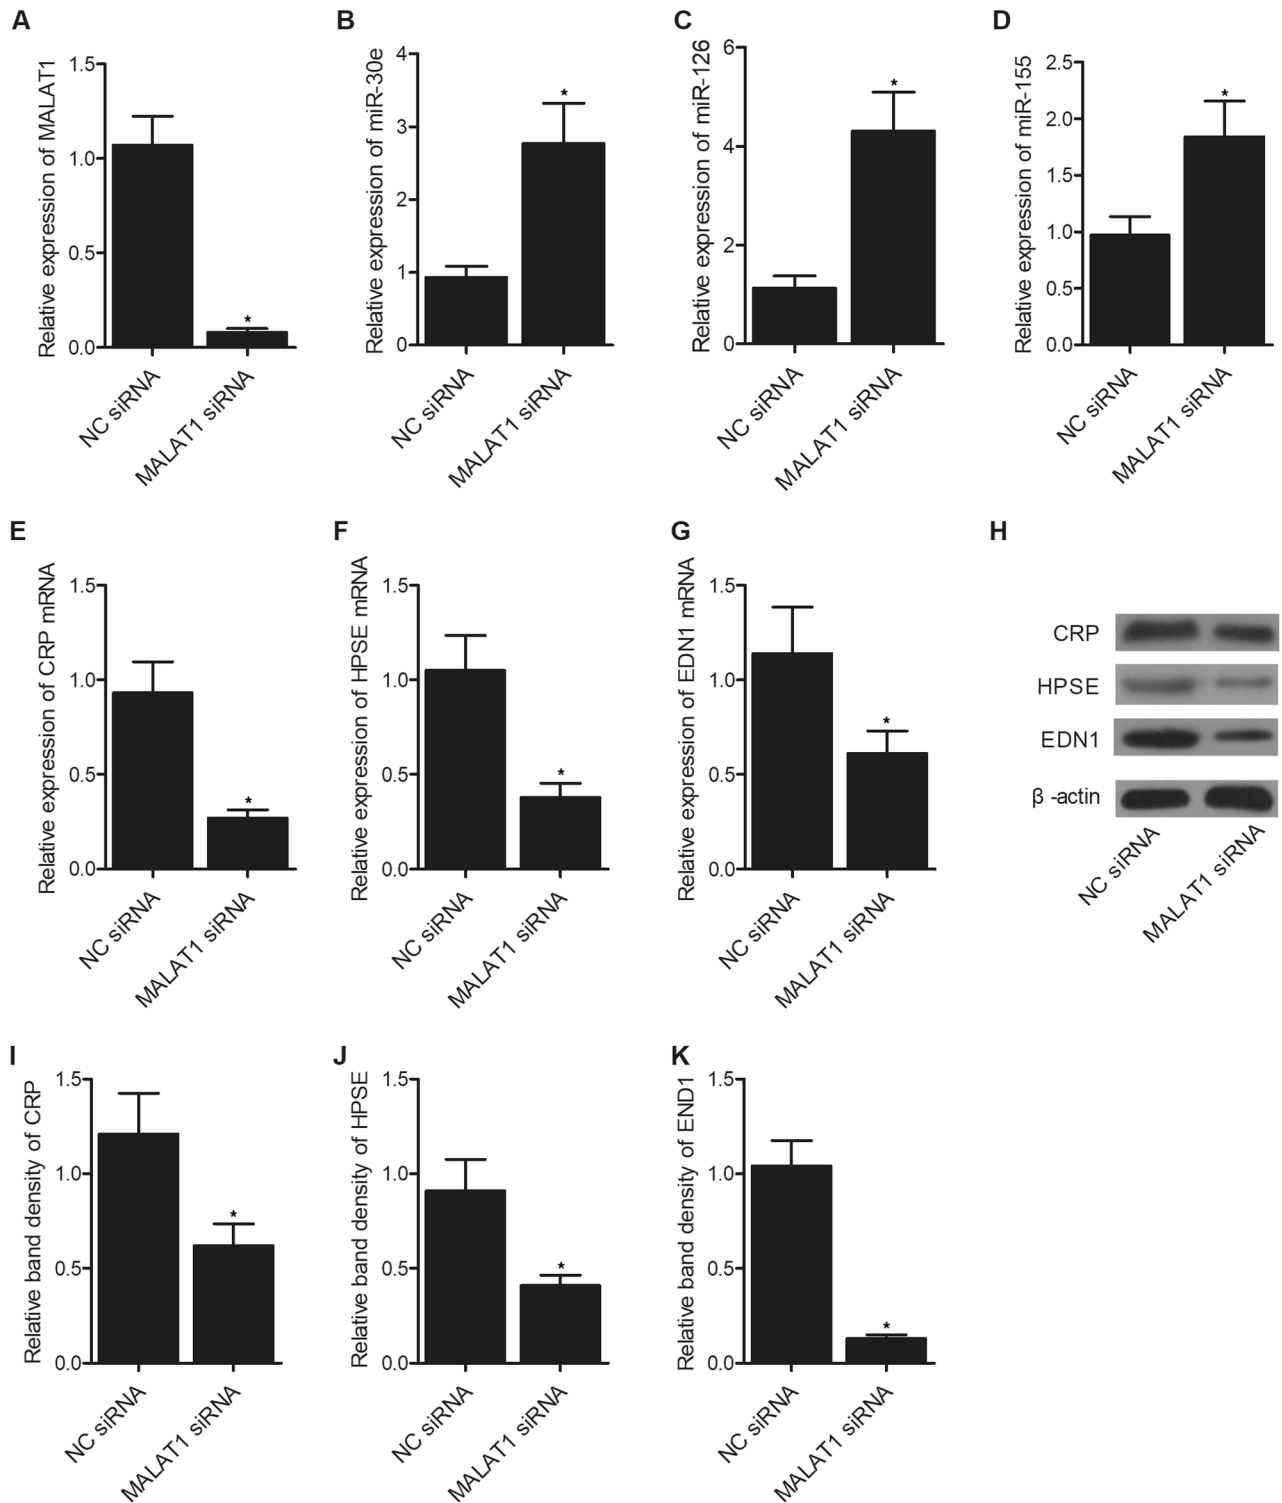 A
Relative expression of MALAT1
1.5
1.0
0.5
0.0
*
NC siRNA
MALAT1 siRNA
B
Relative expression of miR-30e
4
3
2
1
0
*
NC siRNA
MALAT1 siRNA
C
Relative expression of miR-126
6
4
2
0
*
NC siRNA
MALAT1 siRNA
D
Relative expression of miR-155
2.5
2.0
1.5
1.0
0.5
0.0
*
NC siRNA
MALAT1 siRNA
E
Relative expression of CRP mRNA
1.5
1.0
0.5
0.0
*
NC siRNA
MALAT1 siRNA
F
Relative expression of HPSE mRNA
1.5
1.0
0.5
0.0
*
NC siRNA
MALAT1 siRNA
G
Relative expression of EDN1 mRNA
1.5
1.0
0.5
0.0
*
NC siRNA
MALAT1 siRNA
H
CRP
HPSE
EDN1
β -actin
NC siRNA
MALAT1 siRNA
I
Relative band density of CRP
1.5
1.0
0.5
0.0
*
NC siRNA
MALAT1 siRNA
J
Relative band density of HPSE
1.5
1.0
0.5
0.0
*
NC siRNA
MALAT1 siRNA
K
Relative band density of END1
1.5
1.0
0.5
0.0
*
NC siRNA
MALAT1 siRNA